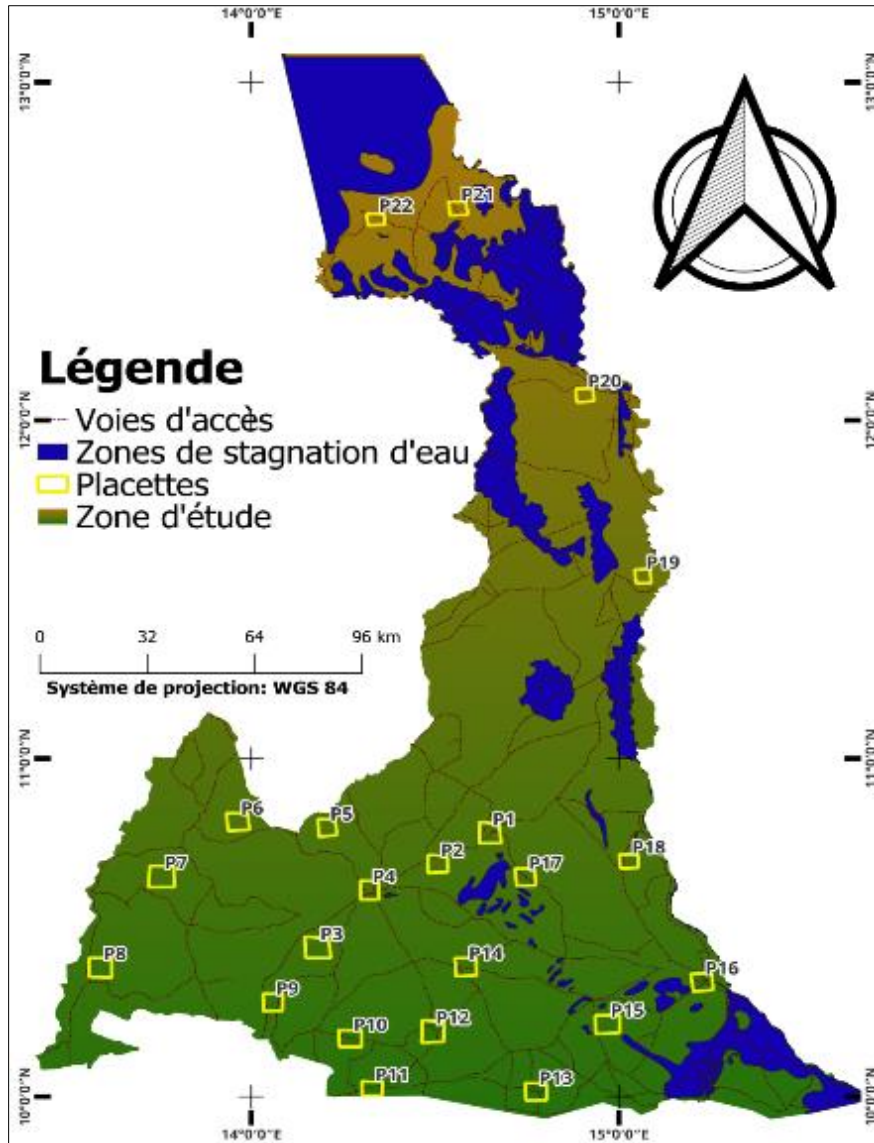 14°0'0"E 15°0'0"E
13°0'0"N 13°0'0"N
P22 P21
Légende
Voies d'accès
Zones de stagnation d'eau
Placettes
Zone d'étude
P20
12°0'0"N 12°0'0"N
P19
0 32 64 96 km
Système de projection: WGS 84
11°0'0"N 11°0'0"N
P6 P5 P1
P2 P17 P18
P7 P4
P3
P8 P14 P16
P9 P15
P10 P12
P11 P13
10°0'0"N 10°0'0"N
14°0'0"E 15°0'0"E